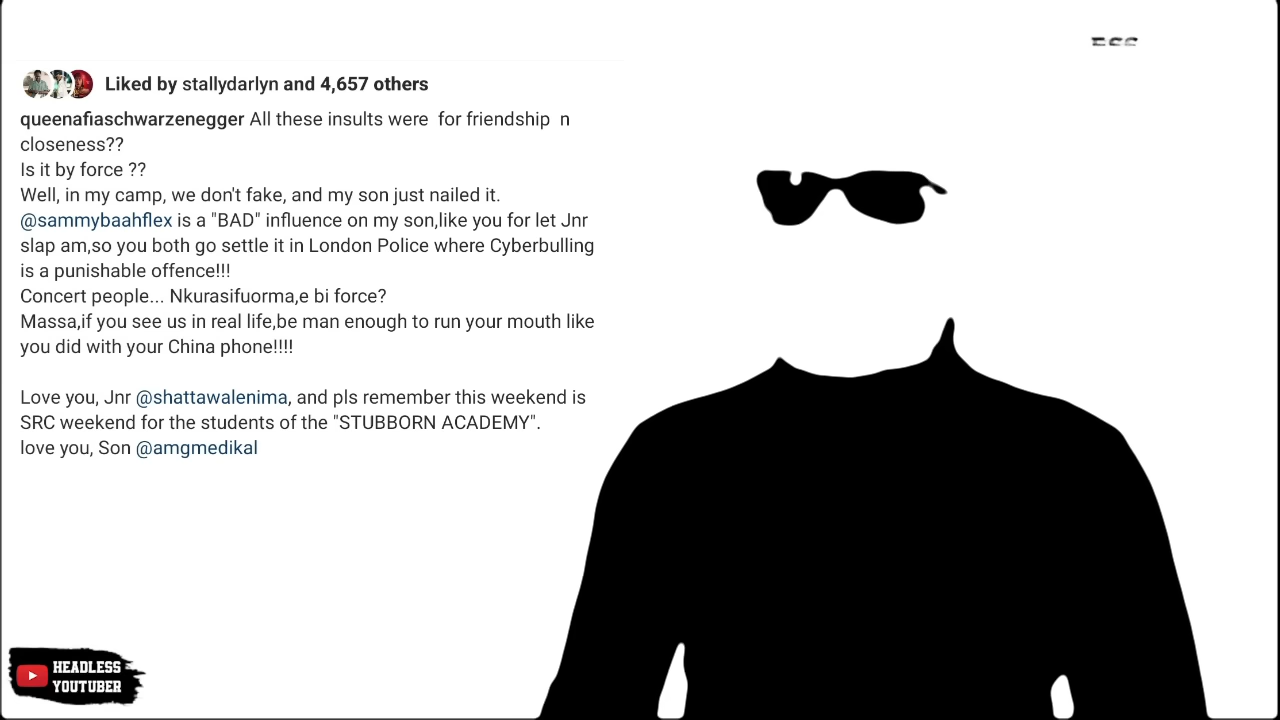 Liked by stallydarlyn and 4,657 others
queenafiaschwarzenegger All these insults were for friendship n
closeness??
Is it by force ??
Well, in my camp, we don't fake, and my son just nailed it.
@sammybaahflex is a "BAD" influence on my son,like you for let Jnr
slap am,so you both go settle it in London Police where Cyberbulling
is a punishable offence!!!
Concert people... Nkurasifuorma,e bi force?
Massa,if you see us in real life,be man enough to run your mouth like
you did with your China phone!!!!
Love you, Jnr @shattawalenima, and pls remember this weekend is
SRC weekend for the students of the "STUBBORN ACADEMY".
love you, Son @amgmedikal
HEADLESS
YOUTUBER